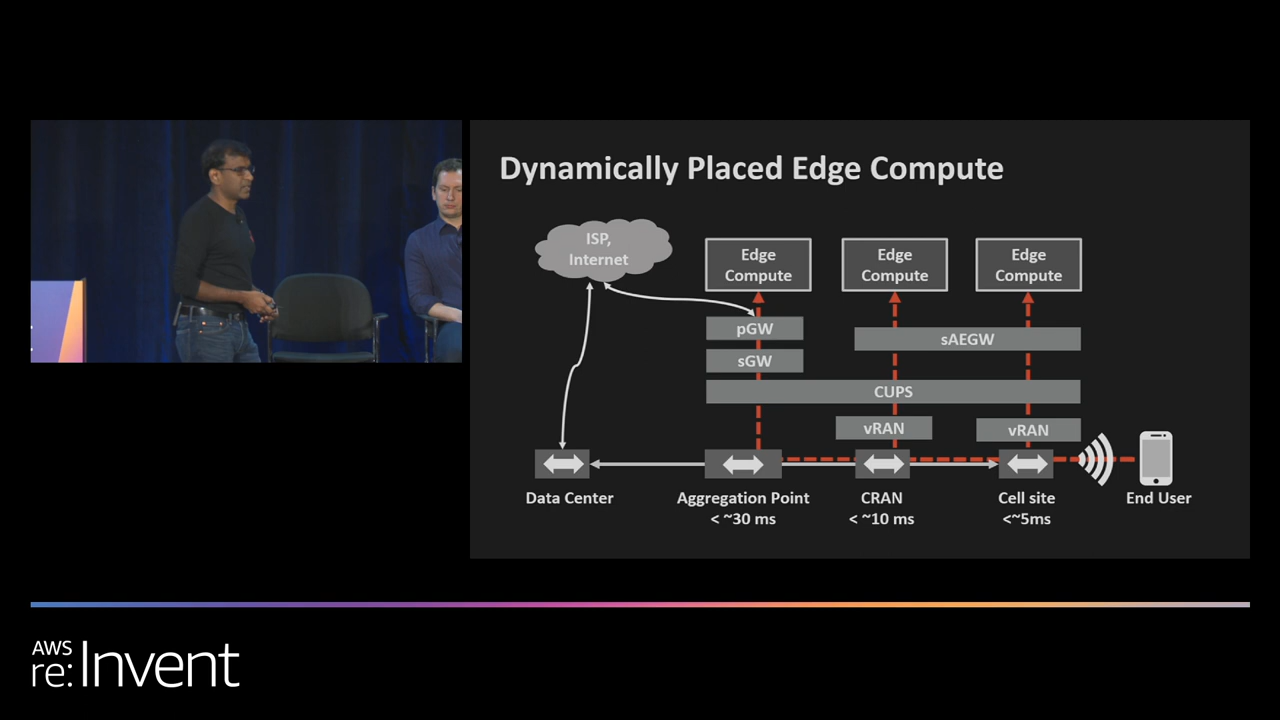 Dynamically Placed Edge Compute
ISP,
Internet
Edge
Compute
Edge
Compute
Edge
Compute
pGW
sGW
sAEGW
CUPS
vRAN
vRAN
Data Center
Aggregation Point
< ~30 ms
CRAN
< ~10 ms
Cell site
<~5ms
End User
AWS
re:Invent